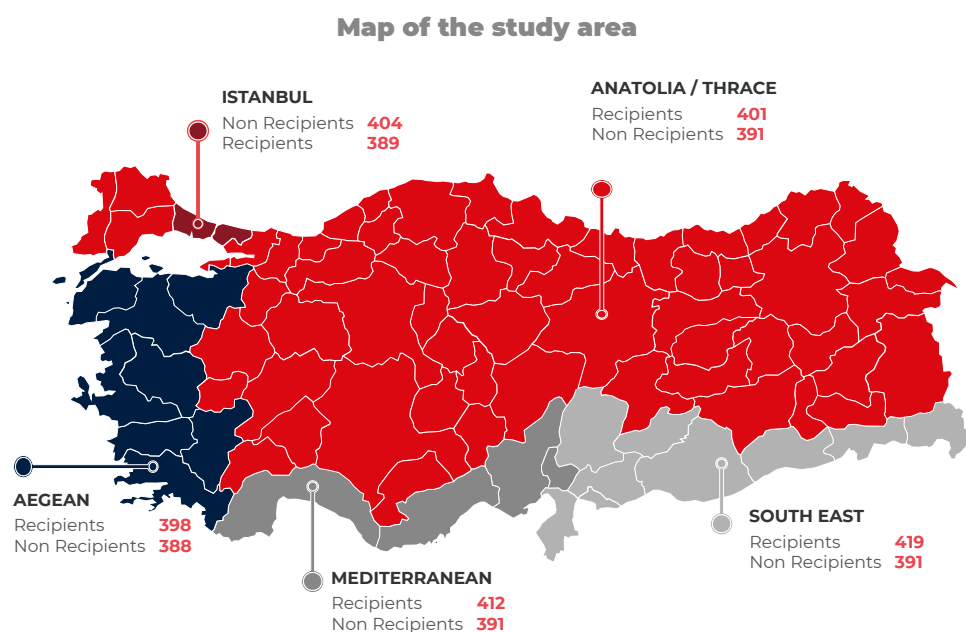 Map of the study area
ISTANBUL
Non Recipients 404
Recipients 389
ANATOLIA / THRACE
Recipients 401
Non Recipients 391
AEGEAN
Recipients 398
Non Recipients 388
SOUTH EAST
Recipients 419
Non Recipients 391
MEDITERRANEAN
Recipients 412
Non Recipients 391